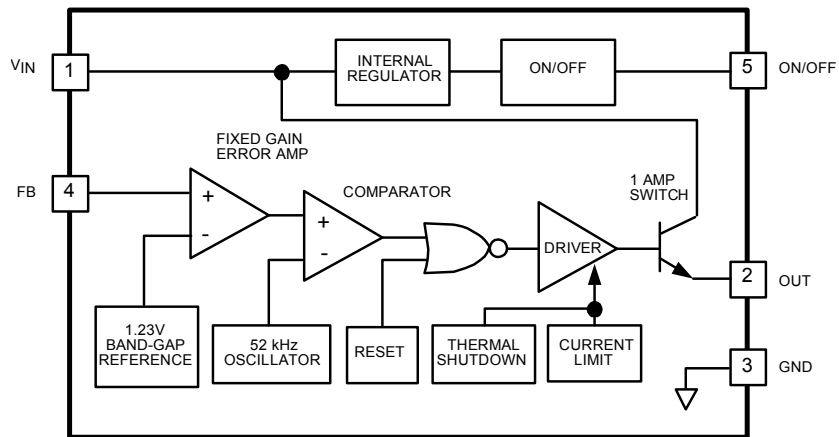 VIN
1
INTERNAL
REGULATOR
ON/OFF
5
ON/OFF
FIXED GAIN
ERROR AMP
FB
4
+
-
COMPARATOR
+
-
1 AMP
SWITCH
DRIVER
2
OUT
1.23V
BAND-GAP
REFERENCE
52 kHz
OSCILLATOR
RESET
THERMAL
SHUTDOWN
CURRENT
LIMIT
3
GND